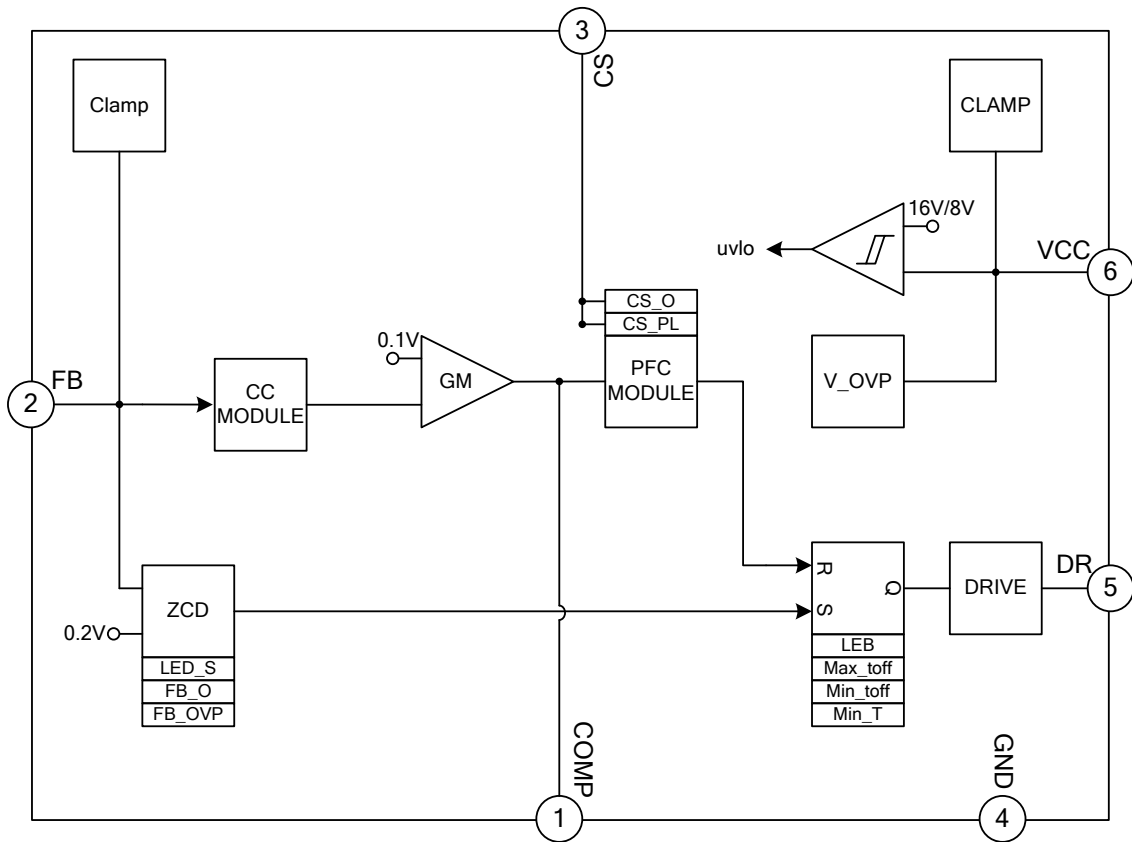 3
CS
Clamp
CLAMP
16V/8V
uvlo
VCC
6
CS_O
CS_PL
PFC
MODULE
0.1V
GM
V_OVP
FB
2
CC
MODULE
R
S
Q
DRIVE
DR
5
ZCD
0.2V
LED_S
FB_O
FB_OVP
LEB
Max_toff
Min_toff
Min_T
COMP
1
GND
4